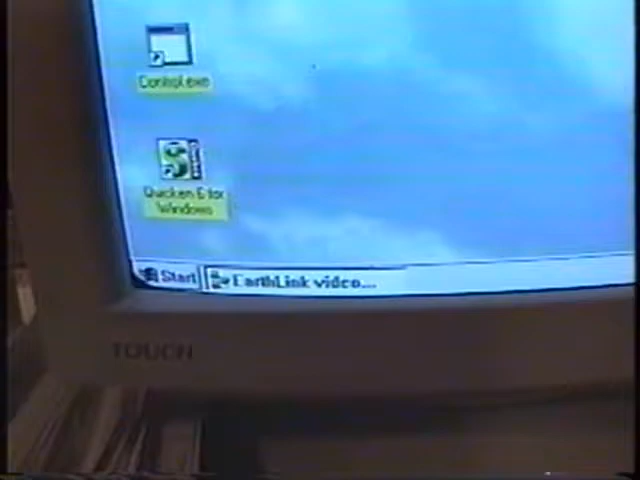 Control.exe
Quicken 6 for
Windows
Start
EarthLink video...
TOUCH